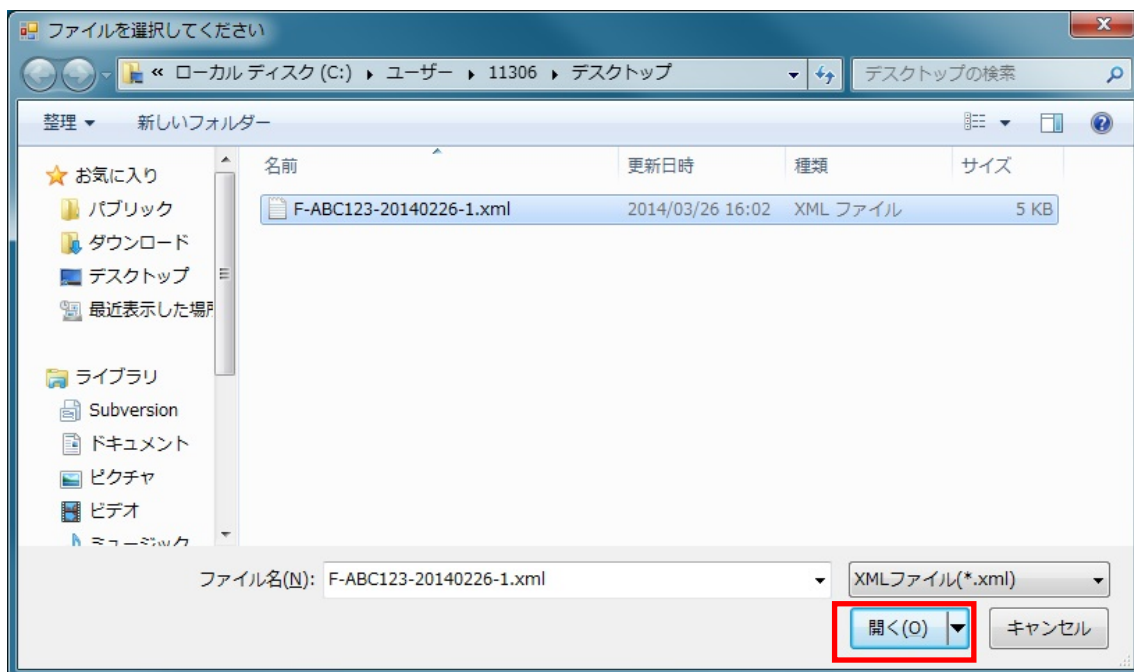 ファイルを選択してください
« ローカル ディスク (C:) ▸ ユーザー ▸ 11306 ▸ デスクトップ
デスクトップの検索
整理 新しいフォルダー
お気に入り
パブリック
ダウンロード
デスクトップ
最近表示した場所
ライブラリ
Subversion
ドキュメント
ピクチャ
ビデオ
ミュージック
名前 更新日時 種類 サイズ
F-ABC123-20140226-1.xml 2014/03/26 16:02 XML ファイル 5 KB
ファイル名(N): F-ABC123-20140226-1.xml XMLファイル(*.xml)
開く(O) キャンセル